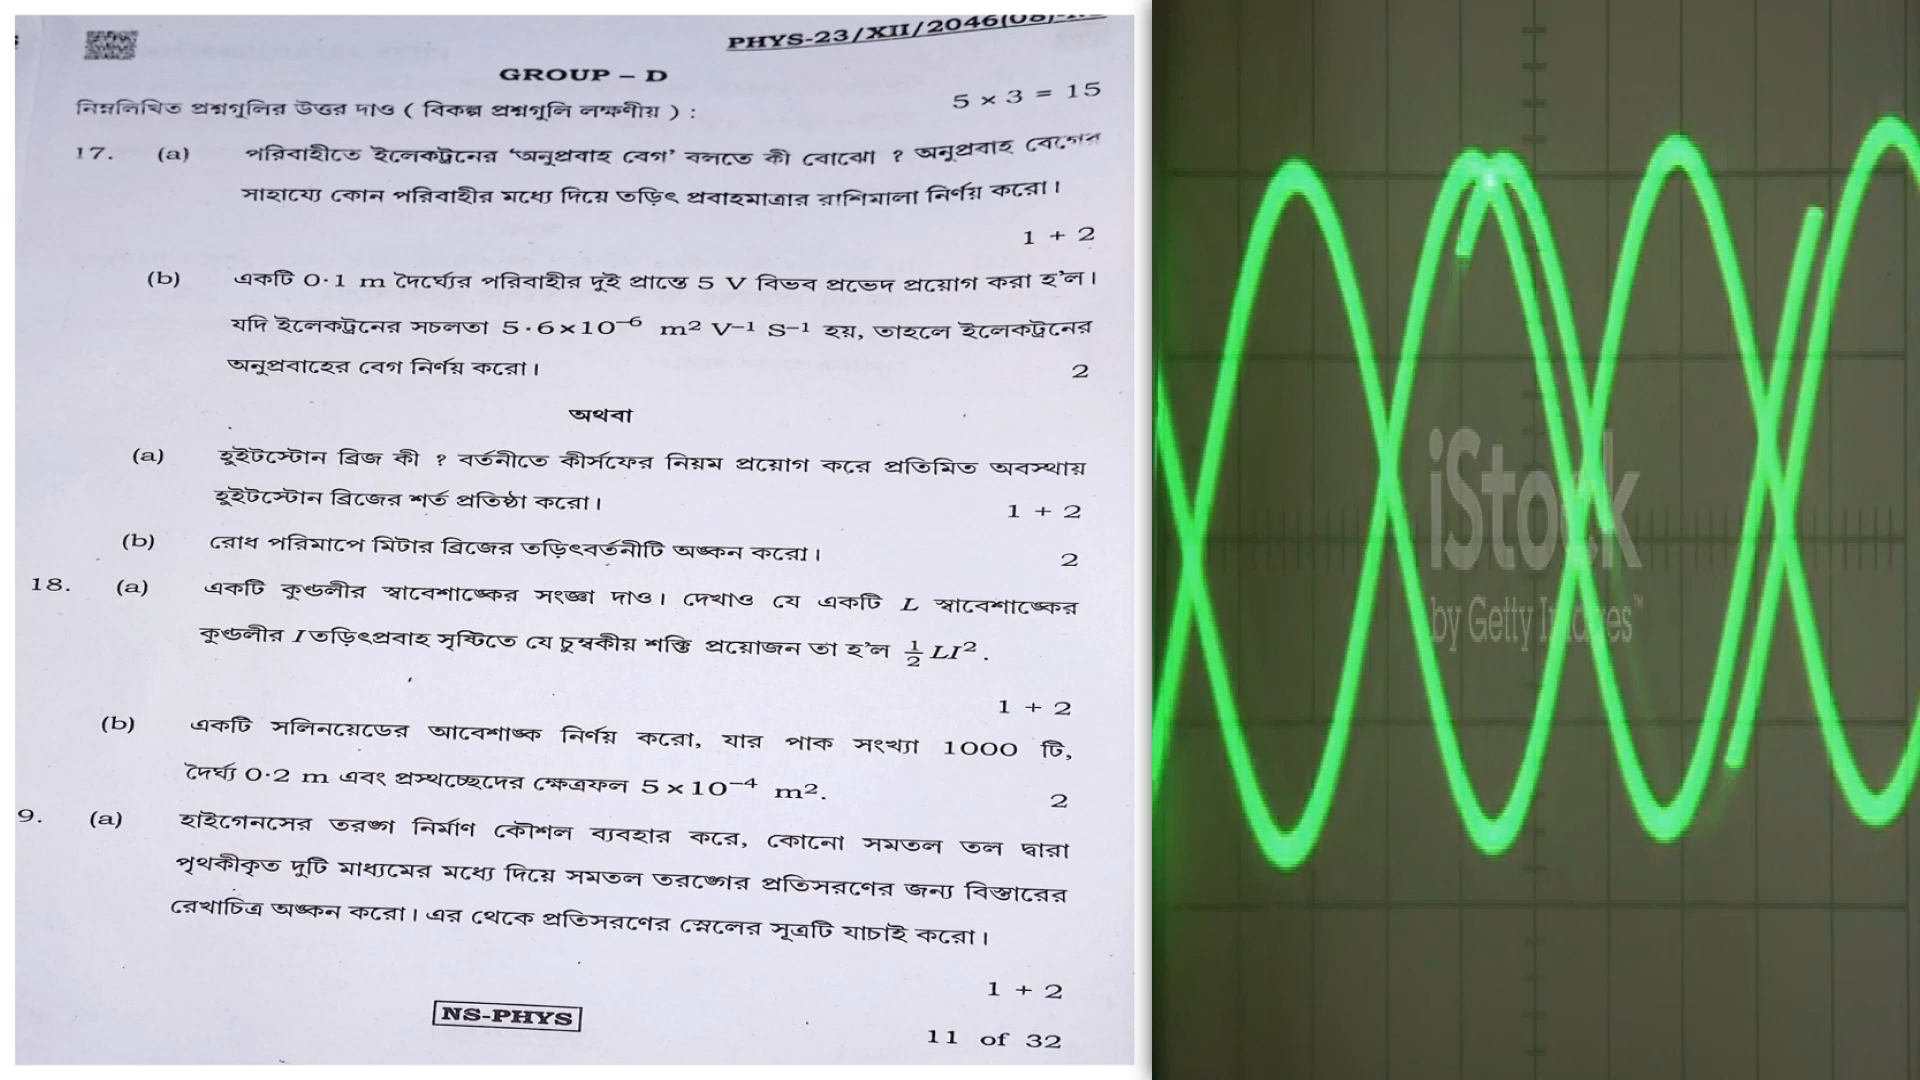 PHYS-23/XII/2046(08)
GROUP – D
নিম্নলিখিত প্রশ্নগুলির উত্তর দাও ( বিকল্প প্রশ্নগুলি লক্ষণীয় ) : 5 × 3 = 15
17. (a) পরিবাহীতে ইলেকট্রনের ‘অনুপ্রবাহ বেগ’ বলতে কী বোঝো ? অনুপ্রবাহ বেগের
সাহায্যে কোন পরিবাহীর মধ্যে দিয়ে তড়িৎ প্রবাহমাত্রার রাশিমালা নির্ণয় করো।
1 + 2
(b) একটি 0·1 m দৈর্ঘ্যের পরিবাহীর দুই প্রান্তে 5 V বিভব প্রভেদ প্রয়োগ করা হ’ল।
যদি ইলেকট্রনের সচলতা 5·6×10⁻⁶ m² V⁻¹ S⁻¹ হয়, তাহলে ইলেকট্রনের
অনুপ্রবাহের বেগ নির্ণয় করো। 2
অথবা
(a) হুইটস্টোন ব্রিজ কী ? বর্তনীতে কীর্সফের নিয়ম প্রয়োগ করে প্রতিমিত অবস্থায়
হুইটস্টোন ব্রিজের শর্ত প্রতিষ্ঠা করো। 1 + 2
(b) রোধ পরিমাপে মিটার ব্রিজের তড়িৎবর্তনীটি অঙ্কন করো। 2
18. (a) একটি কুণ্ডলীর স্বাবেশাঙ্কের সংজ্ঞা দাও। দেখাও যে একটি L স্বাবেশাঙ্কের
কুণ্ডলীর I তড়িৎপ্রবাহ সৃষ্টিতে যে চুম্বকীয় শক্তি প্রয়োজন তা হ’ল ½ LI².
1 + 2
(b) একটি সলিনয়েডের আবেশাঙ্ক নির্ণয় করো, যার পাক সংখ্যা 1000 টি,
দৈর্ঘ্য 0·2 m এবং প্রস্থচ্ছেদের ক্ষেত্রফল 5×10⁻⁴ m². 2
9. (a) হাইগেনসের তরঙ্গ নির্মাণ কৌশল ব্যবহার করে, কোনো সমতল তল দ্বারা
পৃথকীকৃত দুটি মাধ্যমের মধ্যে দিয়ে সমতল তরঙ্গের প্রতিসরণের জন্য বিস্তারের
রেখাচিত্র অঙ্কন করো। এর থেকে প্রতিসরণের স্নেলের সূত্রটি যাচাই করো।
1 + 2
NS-PHYS
11 of 32
iStock
by Getty Images™